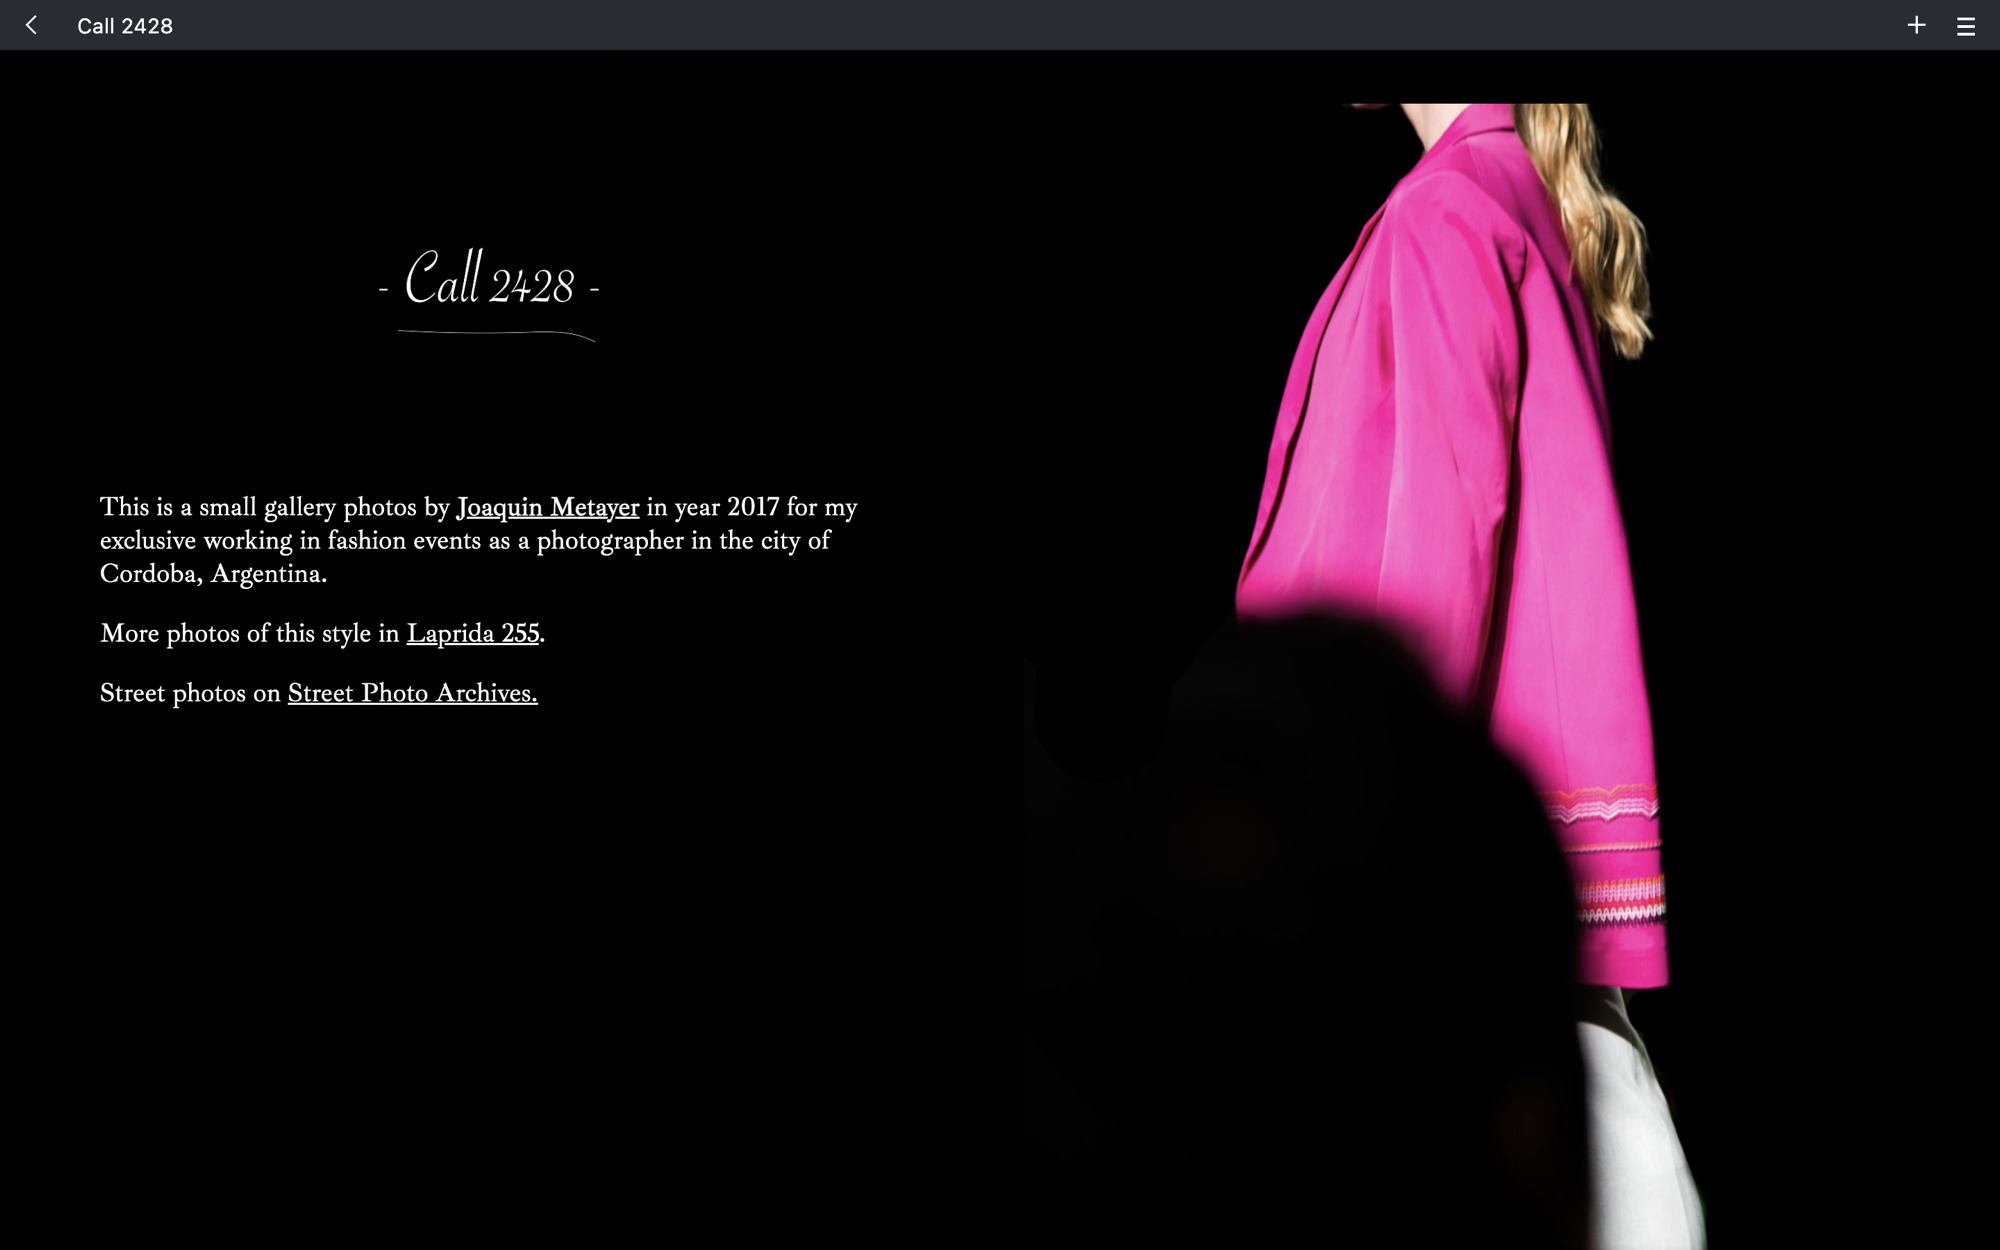 Call 2428
- Call 2428 -
This is a small gallery photos by Joaquin Metayer in year 2017 for my
exclusive working in fashion events as a photographer in the city of
Cordoba, Argentina.
More photos of this style in Laprida 255.
Street photos on Street Photo Archives.